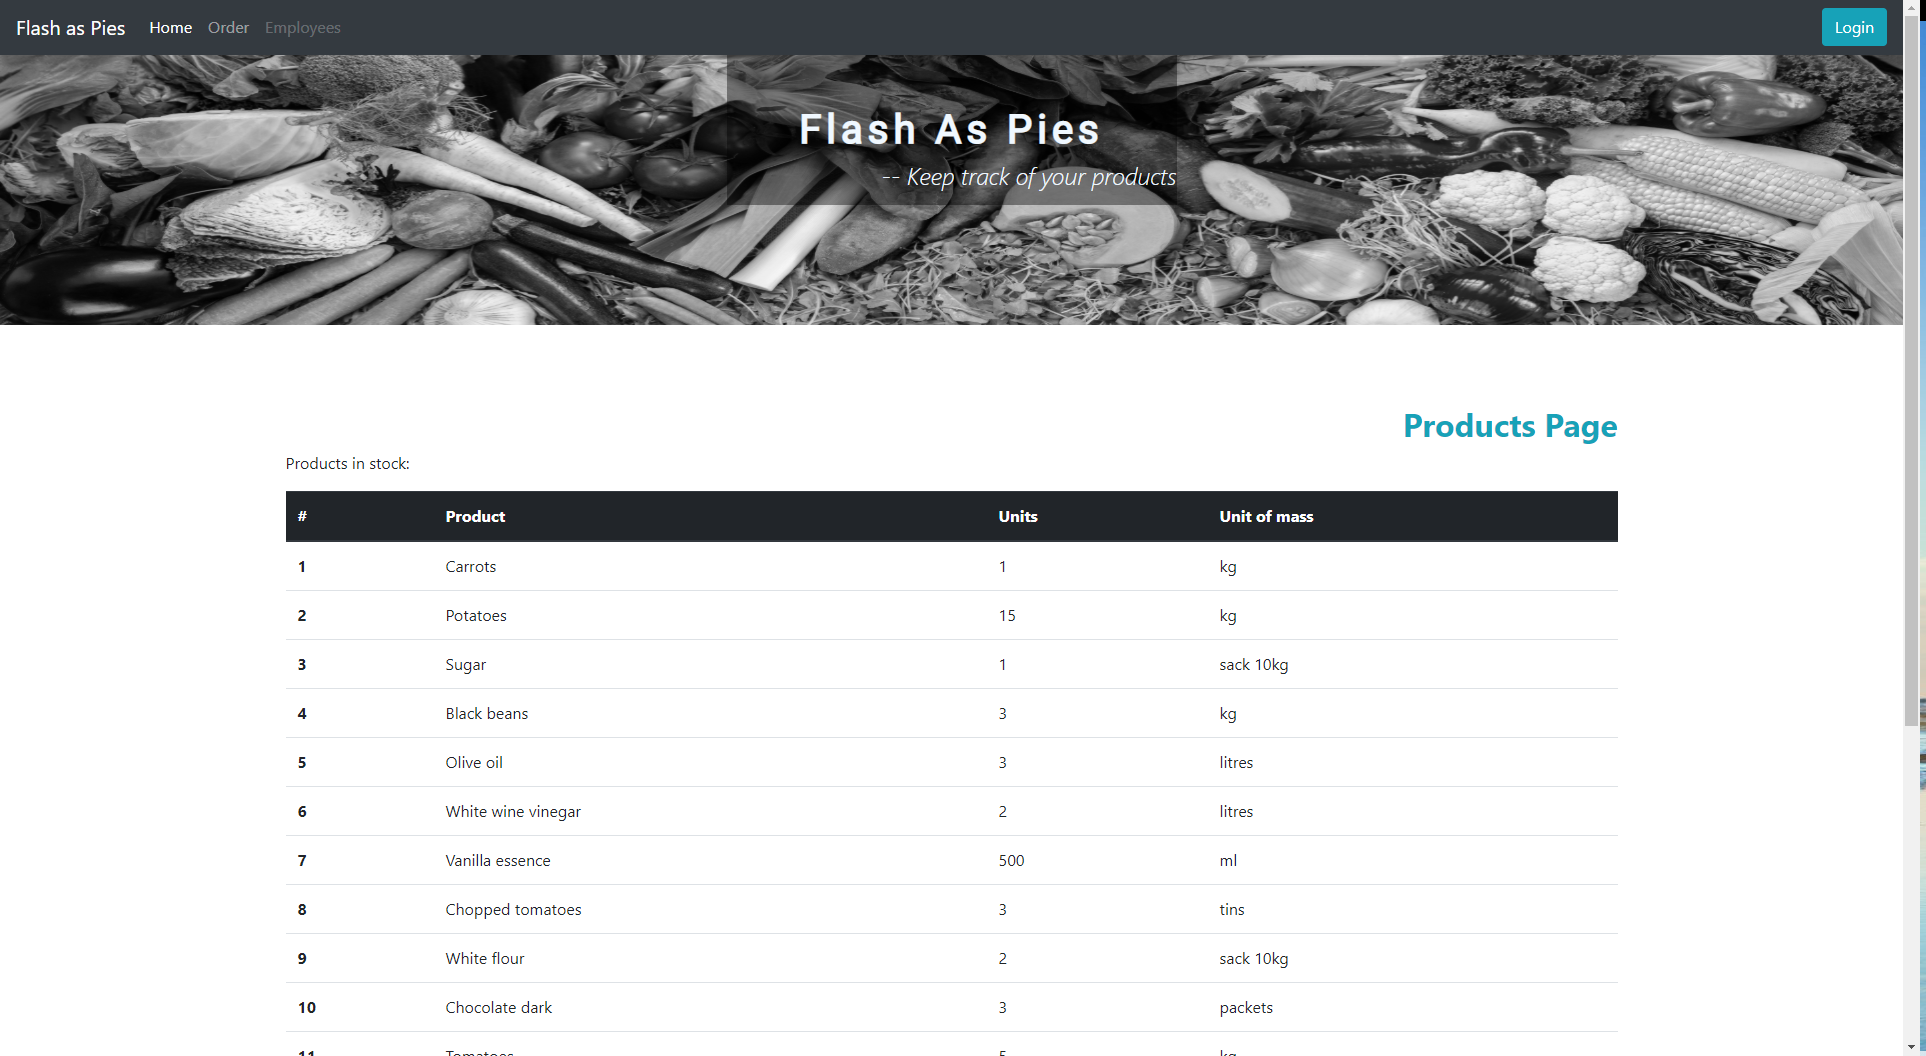 Flash as Pies Home Order Employees Login
Flash As Pies
-- Keep track of your products
Products Page
Products in stock:
# Product Units Unit of mass
1 Carrots 1 kg
2 Potatoes 15 kg
3 Sugar 1 sack 10kg
4 Black beans 3 kg
5 Olive oil 3 litres
6 White wine vinegar 2 litres
7 Vanilla essence 500 ml
8 Chopped tomatoes 3 tins
9 White flour 2 sack 10kg
10 Chocolate dark 3 packets
11 Tomatoes 5 kg